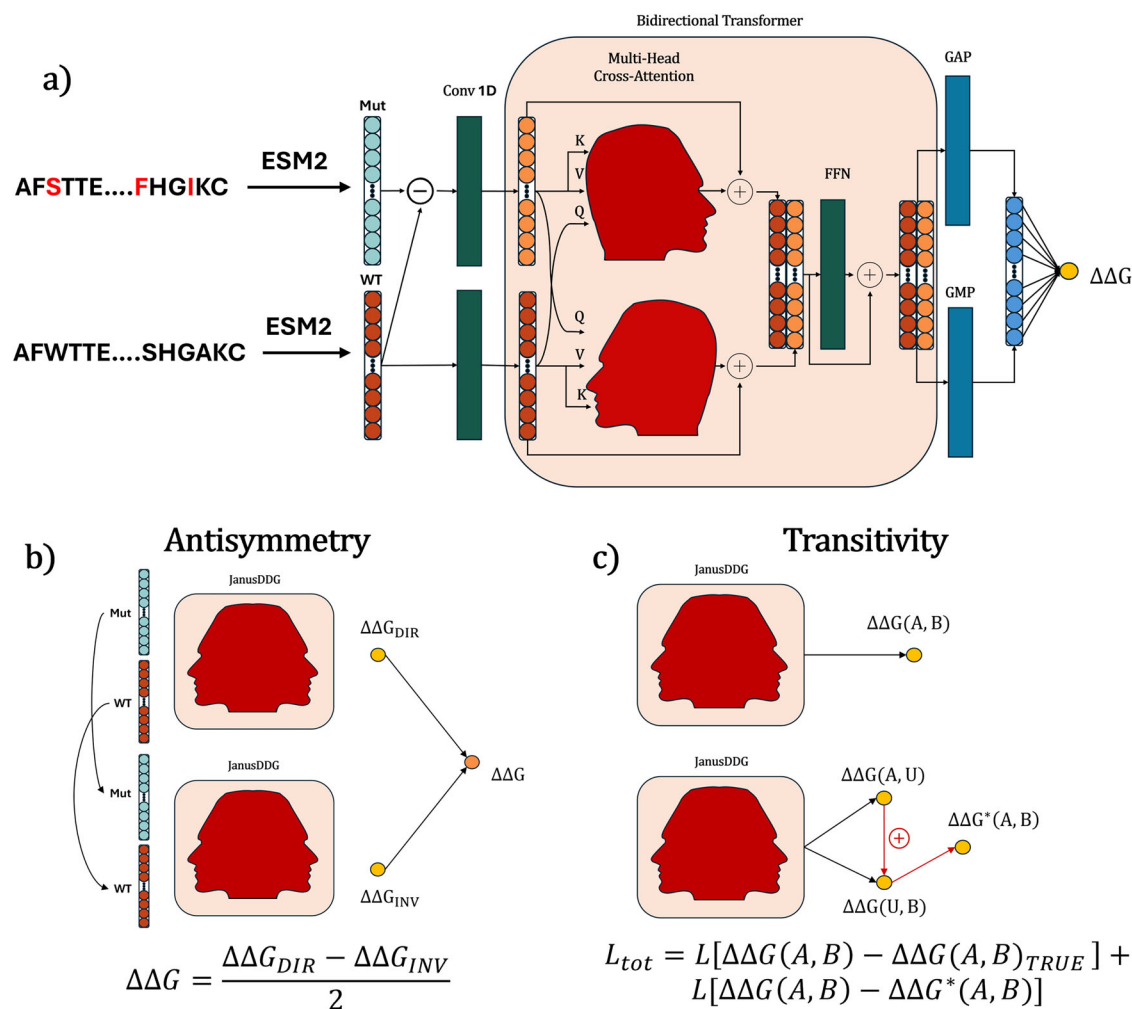 Bidirectional Transformer
a)
Multi-Head
Cross-Attention
GAP
Conv 1D
Mut
K
V
Q
FFN
ESM2
AFSTTE....FHGIKC
−
+
+
ΔΔG
WT
GMP
ESM2
AFWTTE....SHGAKC
Q
V
K
+
b)
Antisymmetry
JanusDDG
Mut
WT
ΔΔG_DIR
JanusDDG
Mut
WT
ΔΔG
ΔΔG_INV
ΔΔG = (ΔΔG_DIR − ΔΔG_INV) / 2
c)
Transitivity
JanusDDG
ΔΔG(A, B)
JanusDDG
ΔΔG(A, U)
+
ΔΔG*(A, B)
ΔΔG(U, B)
L_tot = L[ΔΔG(A, B) − ΔΔG(A, B)_TRUE] +
L[ΔΔG(A, B) − ΔΔG*(A, B)]